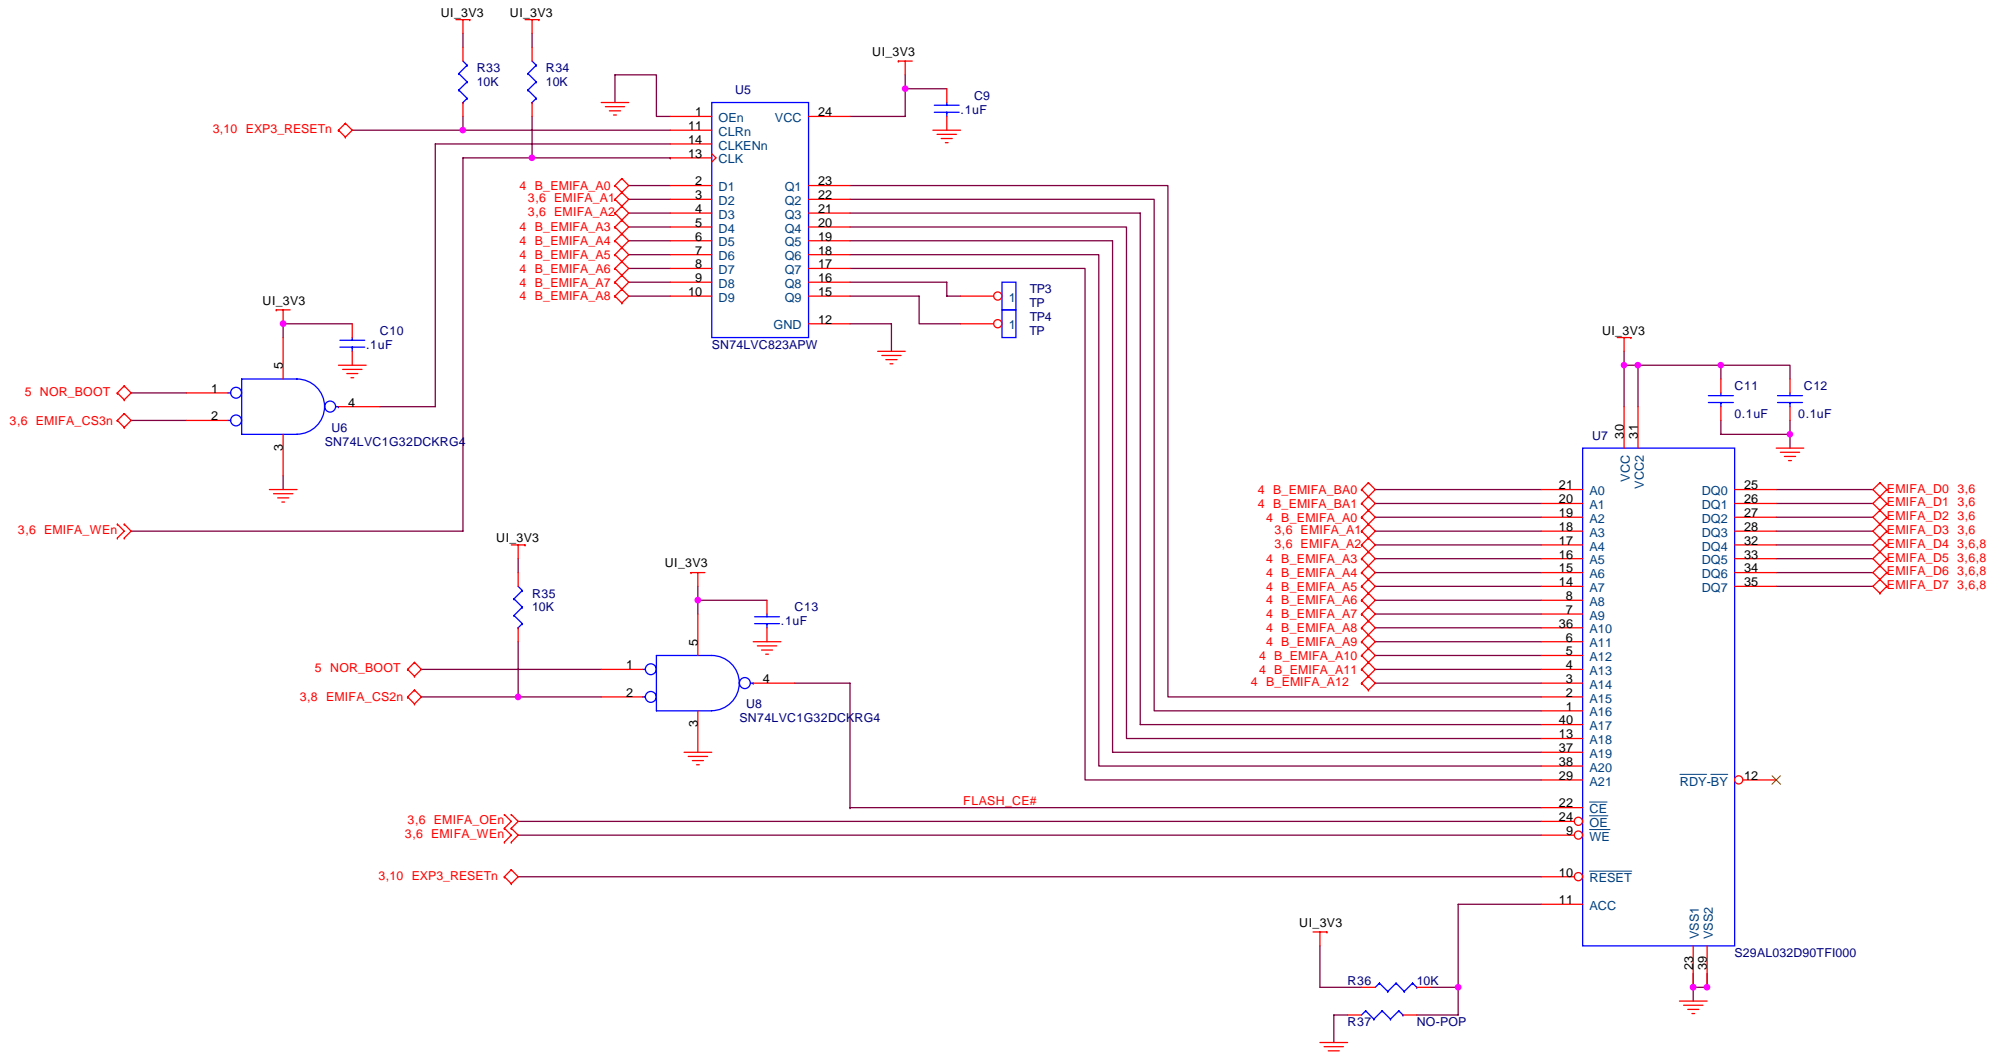 UI_3V3 UI_3V3
R33
10K
R34
10K
UI_3V3
C9
.1uF
U5
3,10 EXP3_RESETn
1 OEn
11 CLRn
14 CLKENn
13 CLK
VCC 24
4 B_EMIFA_A0 2 D1 Q1 23
3,6 EMIFA_A1 3 D2 Q2 22
3,6 EMIFA_A2 4 D3 Q3 21
4 B_EMIFA_A3 5 D4 Q4 20
4 B_EMIFA_A4 6 D5 Q5 19
4 B_EMIFA_A5 7 D6 Q6 18
4 B_EMIFA_A6 8 D7 Q7 17
4 B_EMIFA_A7 9 D8 Q8 16
4 B_EMIFA_A8 10 D9 Q9 15
GND 12
SN74LVC823APW
1 TP3
TP
1 TP4
TP
UI_3V3
C10
.1uF
5
5 NOR_BOOT 1
3,6 EMIFA_CS3n 2
4
3
U6
SN74LVC1G32DCKRG4
3,6 EMIFA_WEn
UI_3V3
R35
10K
UI_3V3
C13
.1uF
5
5 NOR_BOOT 1
3,8 EMIFA_CS2n 2
4
3
U8
SN74LVC1G32DCKRG4
FLASH_CE#
3,6 EMIFA_OEn
3,6 EMIFA_WEn
3,10 EXP3_RESETn
UI_3V3
C11
0.1uF
C12
0.1uF
U7
30 31
VCC VCC2
4 B_EMIFA_BA0 21 A0 DQ0 25 EMIFA_D0 3,6
4 B_EMIFA_BA1 20 A1 DQ1 26 EMIFA_D1 3,6
4 B_EMIFA_A0 19 A2 DQ2 27 EMIFA_D2 3,6
3,6 EMIFA_A1 18 A3 DQ3 28 EMIFA_D3 3,6
3,6 EMIFA_A2 17 A4 DQ4 32 EMIFA_D4 3,6,8
4 B_EMIFA_A3 16 A5 DQ5 33 EMIFA_D5 3,6,8
4 B_EMIFA_A4 15 A6 DQ6 34 EMIFA_D6 3,6,8
4 B_EMIFA_A5 14 A7 DQ7 35 EMIFA_D7 3,6,8
4 B_EMIFA_A6 8 A8
4 B_EMIFA_A7 7 A9
4 B_EMIFA_A8 36 A10
4 B_EMIFA_A9 6 A11
4 B_EMIFA_A10 5 A12
4 B_EMIFA_A11 4 A13
4 B_EMIFA_A12 3 A14
2 A15
1 A16
40 A17
13 A18
37 A19
38 A20
29 A21
RDY-BY 12
22 CE
24 OE
9 WE
10 RESET
11 ACC
VSS1 VSS2
23 39
S29AL032D90TFI000
UI_3V3
R36 10K
R37 NO-POP